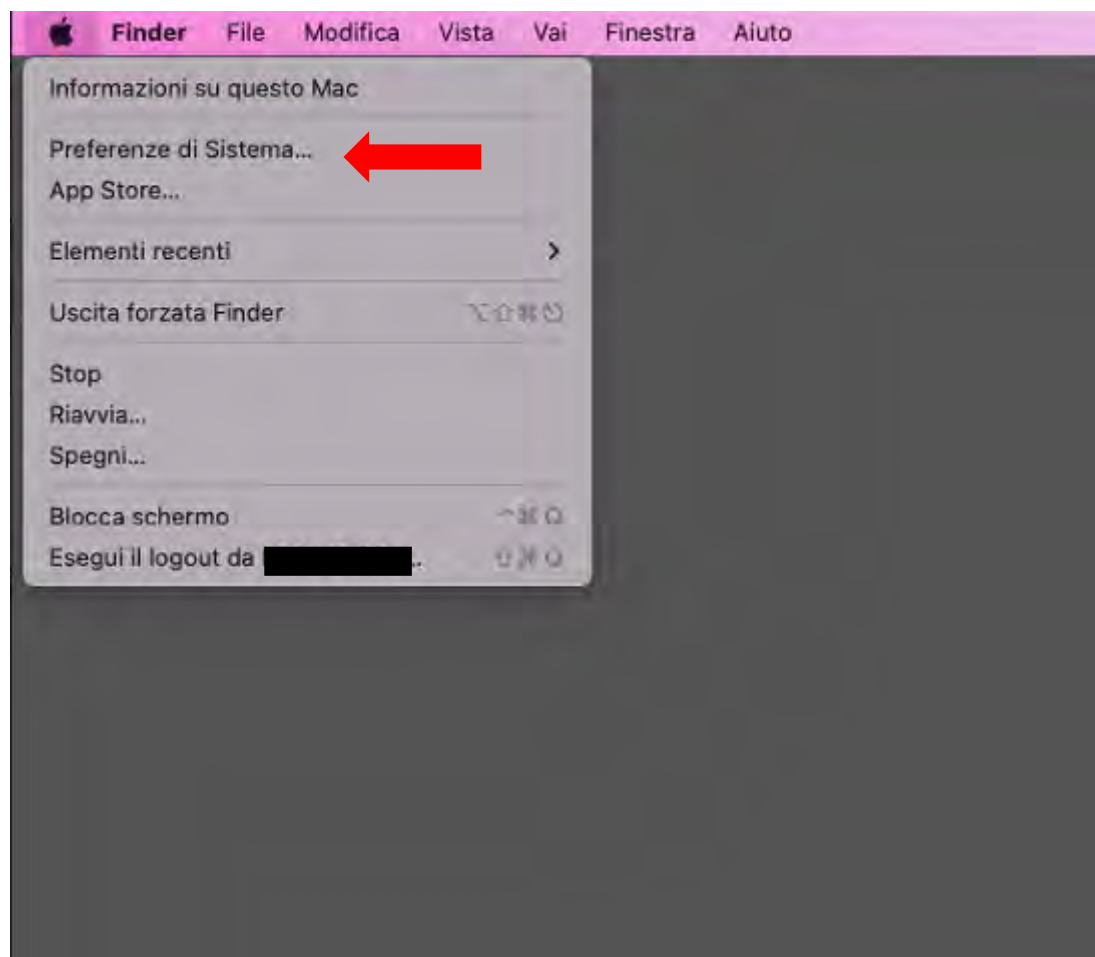 Finder File Modifica Vista Vai Finestra Aiuto
Informazioni su questo Mac
Preferenze di Sistema...
App Store...
Elementi recenti
Uscita forzata Finder ⌥⇧⌘⎋
Stop
Riavvia...
Spegni...
Blocca schermo ^⌘Q
Esegui il logout da .. ⇧⌘Q